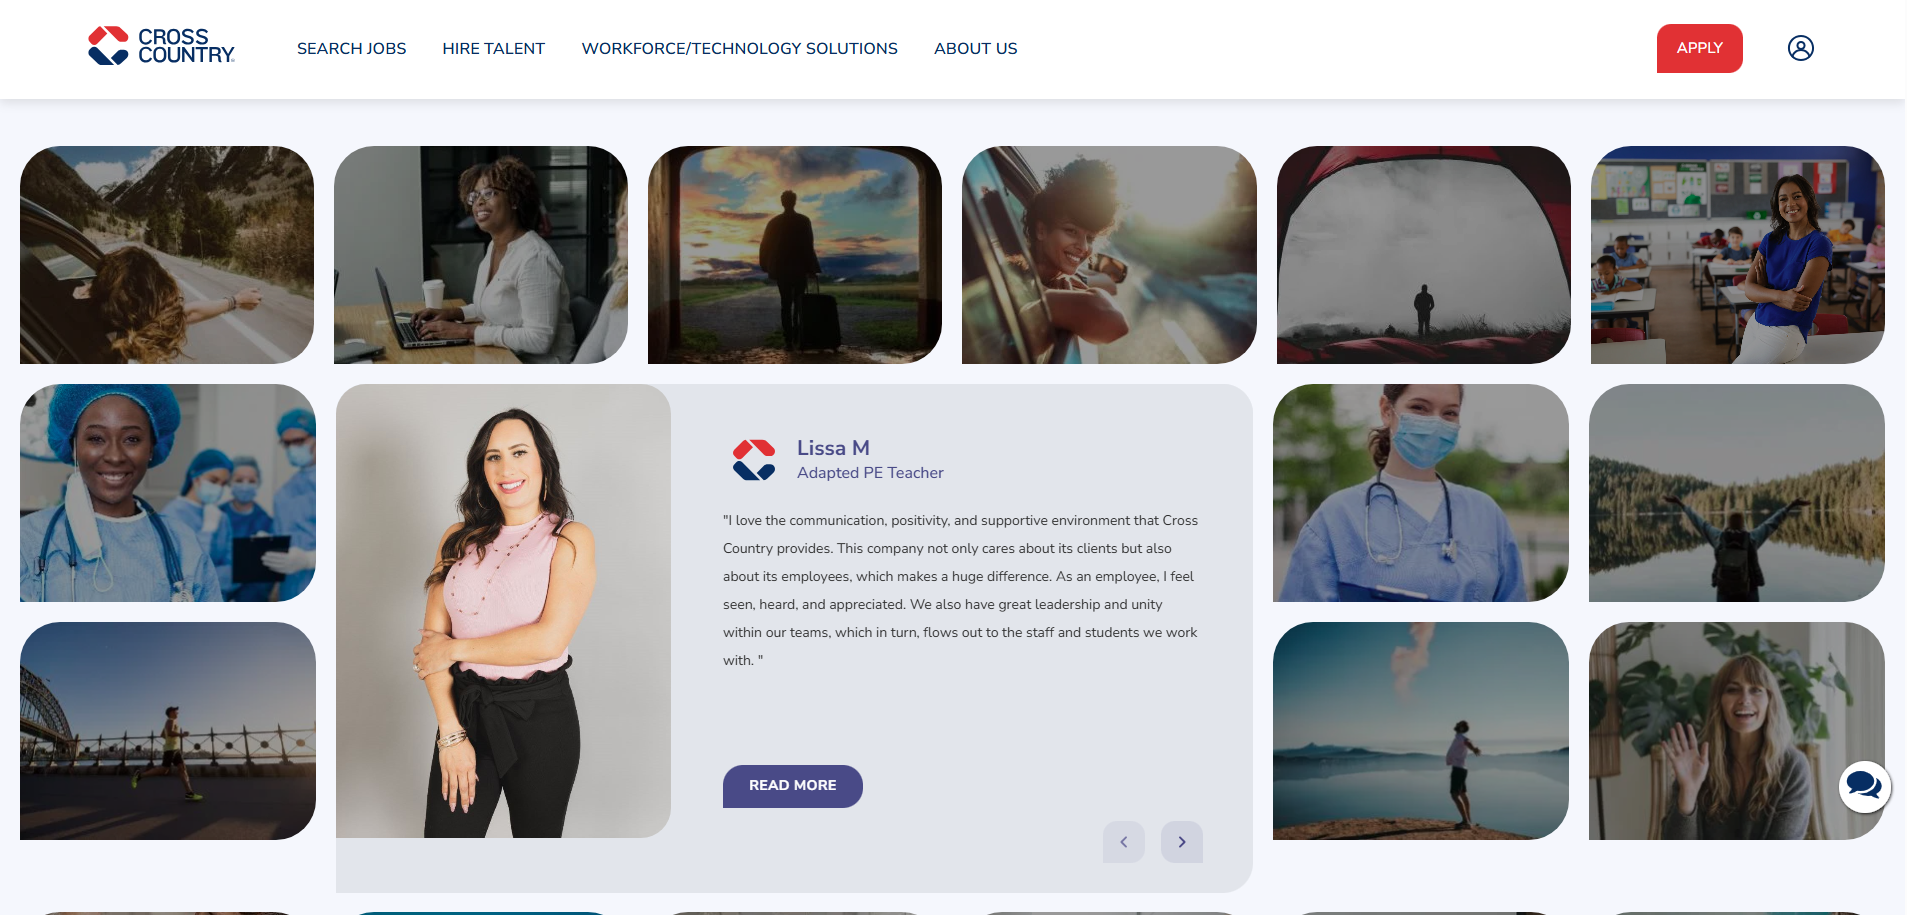 CROSS
COUNTRY
SEARCH JOBS
HIRE TALENT
WORKFORCE/TECHNOLOGY SOLUTIONS
ABOUT US
APPLY
Lissa M
Adapted PE Teacher
"I love the communication, positivity, and supportive environment that Cross
Country provides. This company not only cares about its clients but also
about its employees, which makes a huge difference. As an employee, I feel
seen, heard, and appreciated. We also have great leadership and unity
within our teams, which in turn, flows out to the staff and students we work
with. "
READ MORE